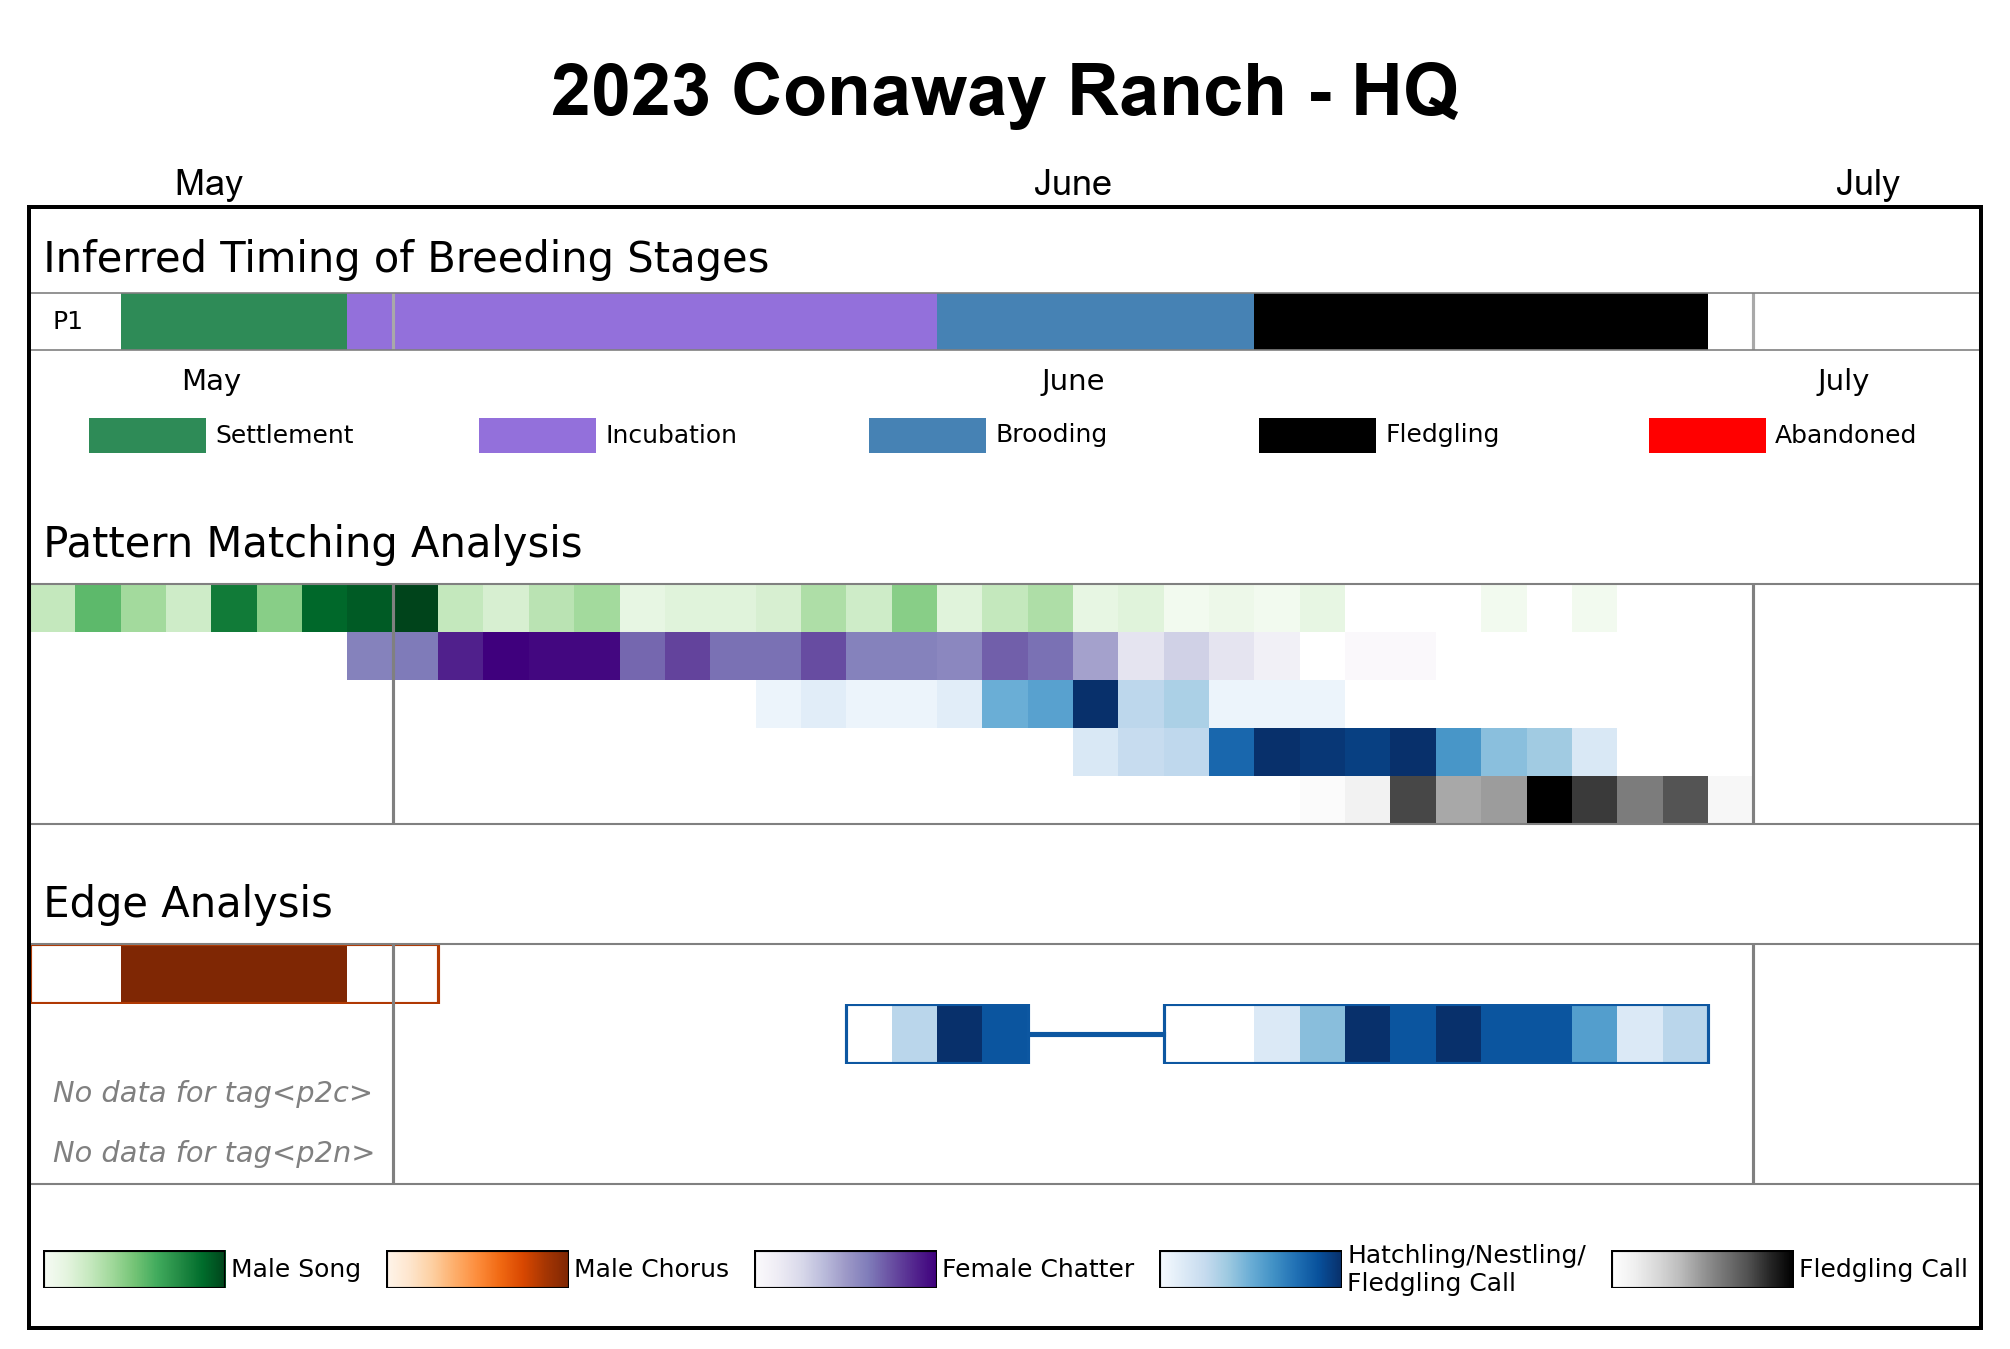 2023 Conaway Ranch - HQ
May June July
Inferred Timing of Breeding Stages
P1
May June July
Settlement Incubation Brooding Fledgling Abandoned
Pattern Matching Analysis
Edge Analysis
No data for tag<p2c>
No data for tag<p2n>
Male Song Male Chorus Female Chatter Hatchling/Nestling/
Fledgling Call Fledgling Call